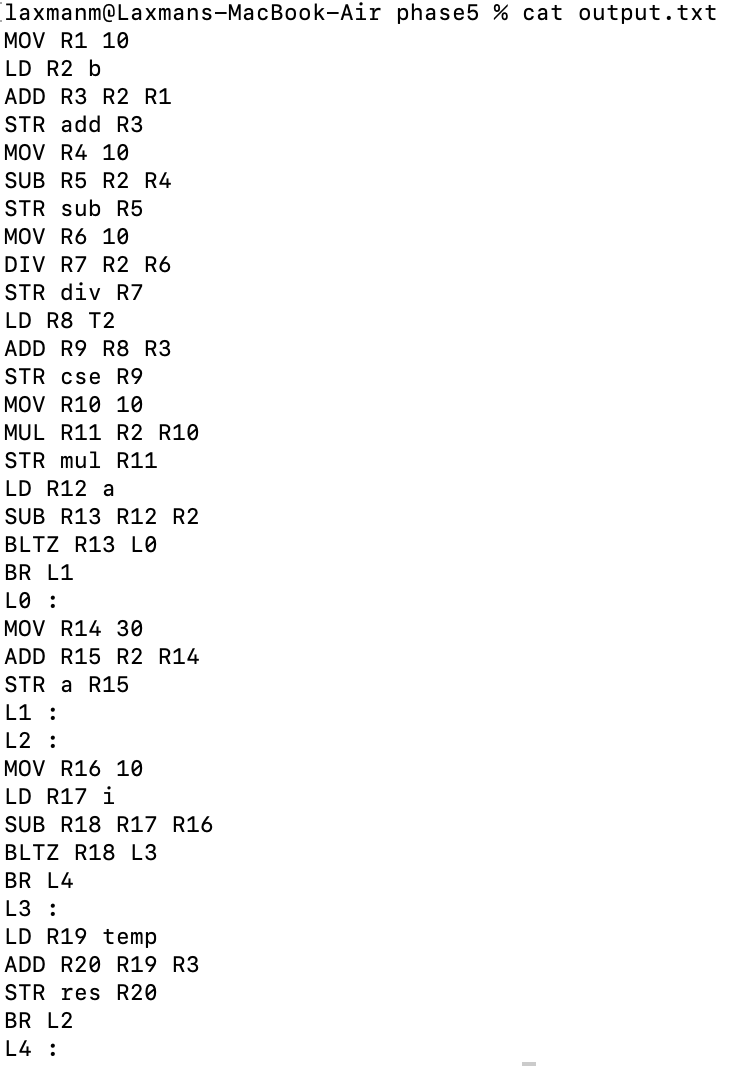 laxmanm@Laxmans-MacBook-Air phase5 % cat output.txt
MOV R1 10
LD R2 b
ADD R3 R2 R1
STR add R3
MOV R4 10
SUB R5 R2 R4
STR sub R5
MOV R6 10
DIV R7 R2 R6
STR div R7
LD R8 T2
ADD R9 R8 R3
STR cse R9
MOV R10 10
MUL R11 R2 R10
STR mul R11
LD R12 a
SUB R13 R12 R2
BLTZ R13 L0
BR L1
L0 :
MOV R14 30
ADD R15 R2 R14
STR a R15
L1 :
L2 :
MOV R16 10
LD R17 i
SUB R18 R17 R16
BLTZ R18 L3
BR L4
L3 :
LD R19 temp
ADD R20 R19 R3
STR res R20
BR L2
L4 :